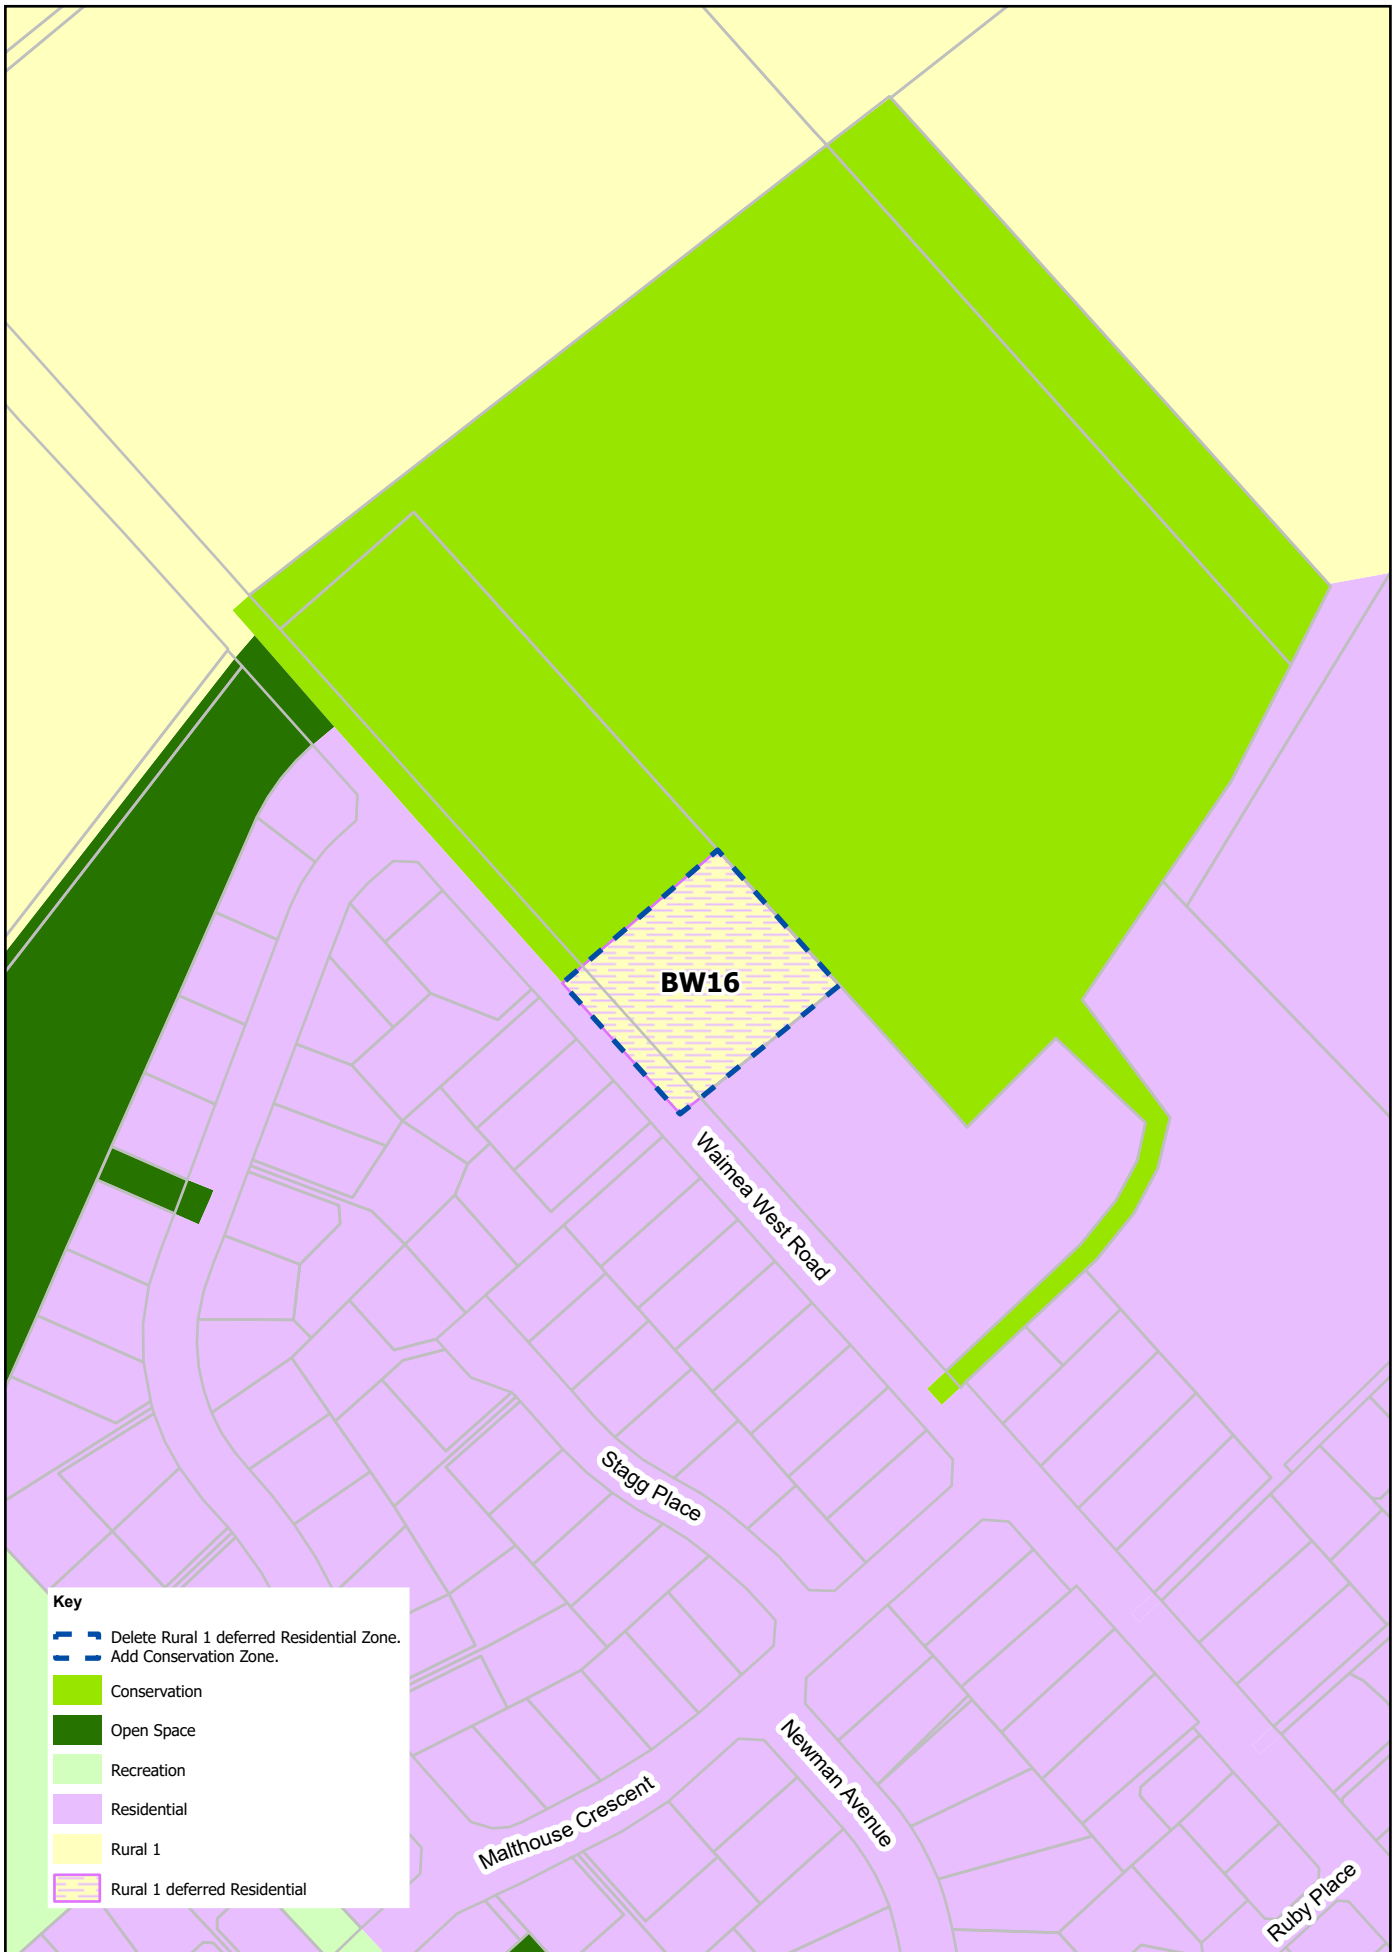 BW16
Waimea West Road
Stagg Place
Newman Avenue
Malthouse Crescent
Ruby Place
Key
Delete Rural 1 deferred Residential Zone.
Add Conservation Zone.
Conservation
Open Space
Recreation
Residential
Rural 1
Rural 1 deferred Residential